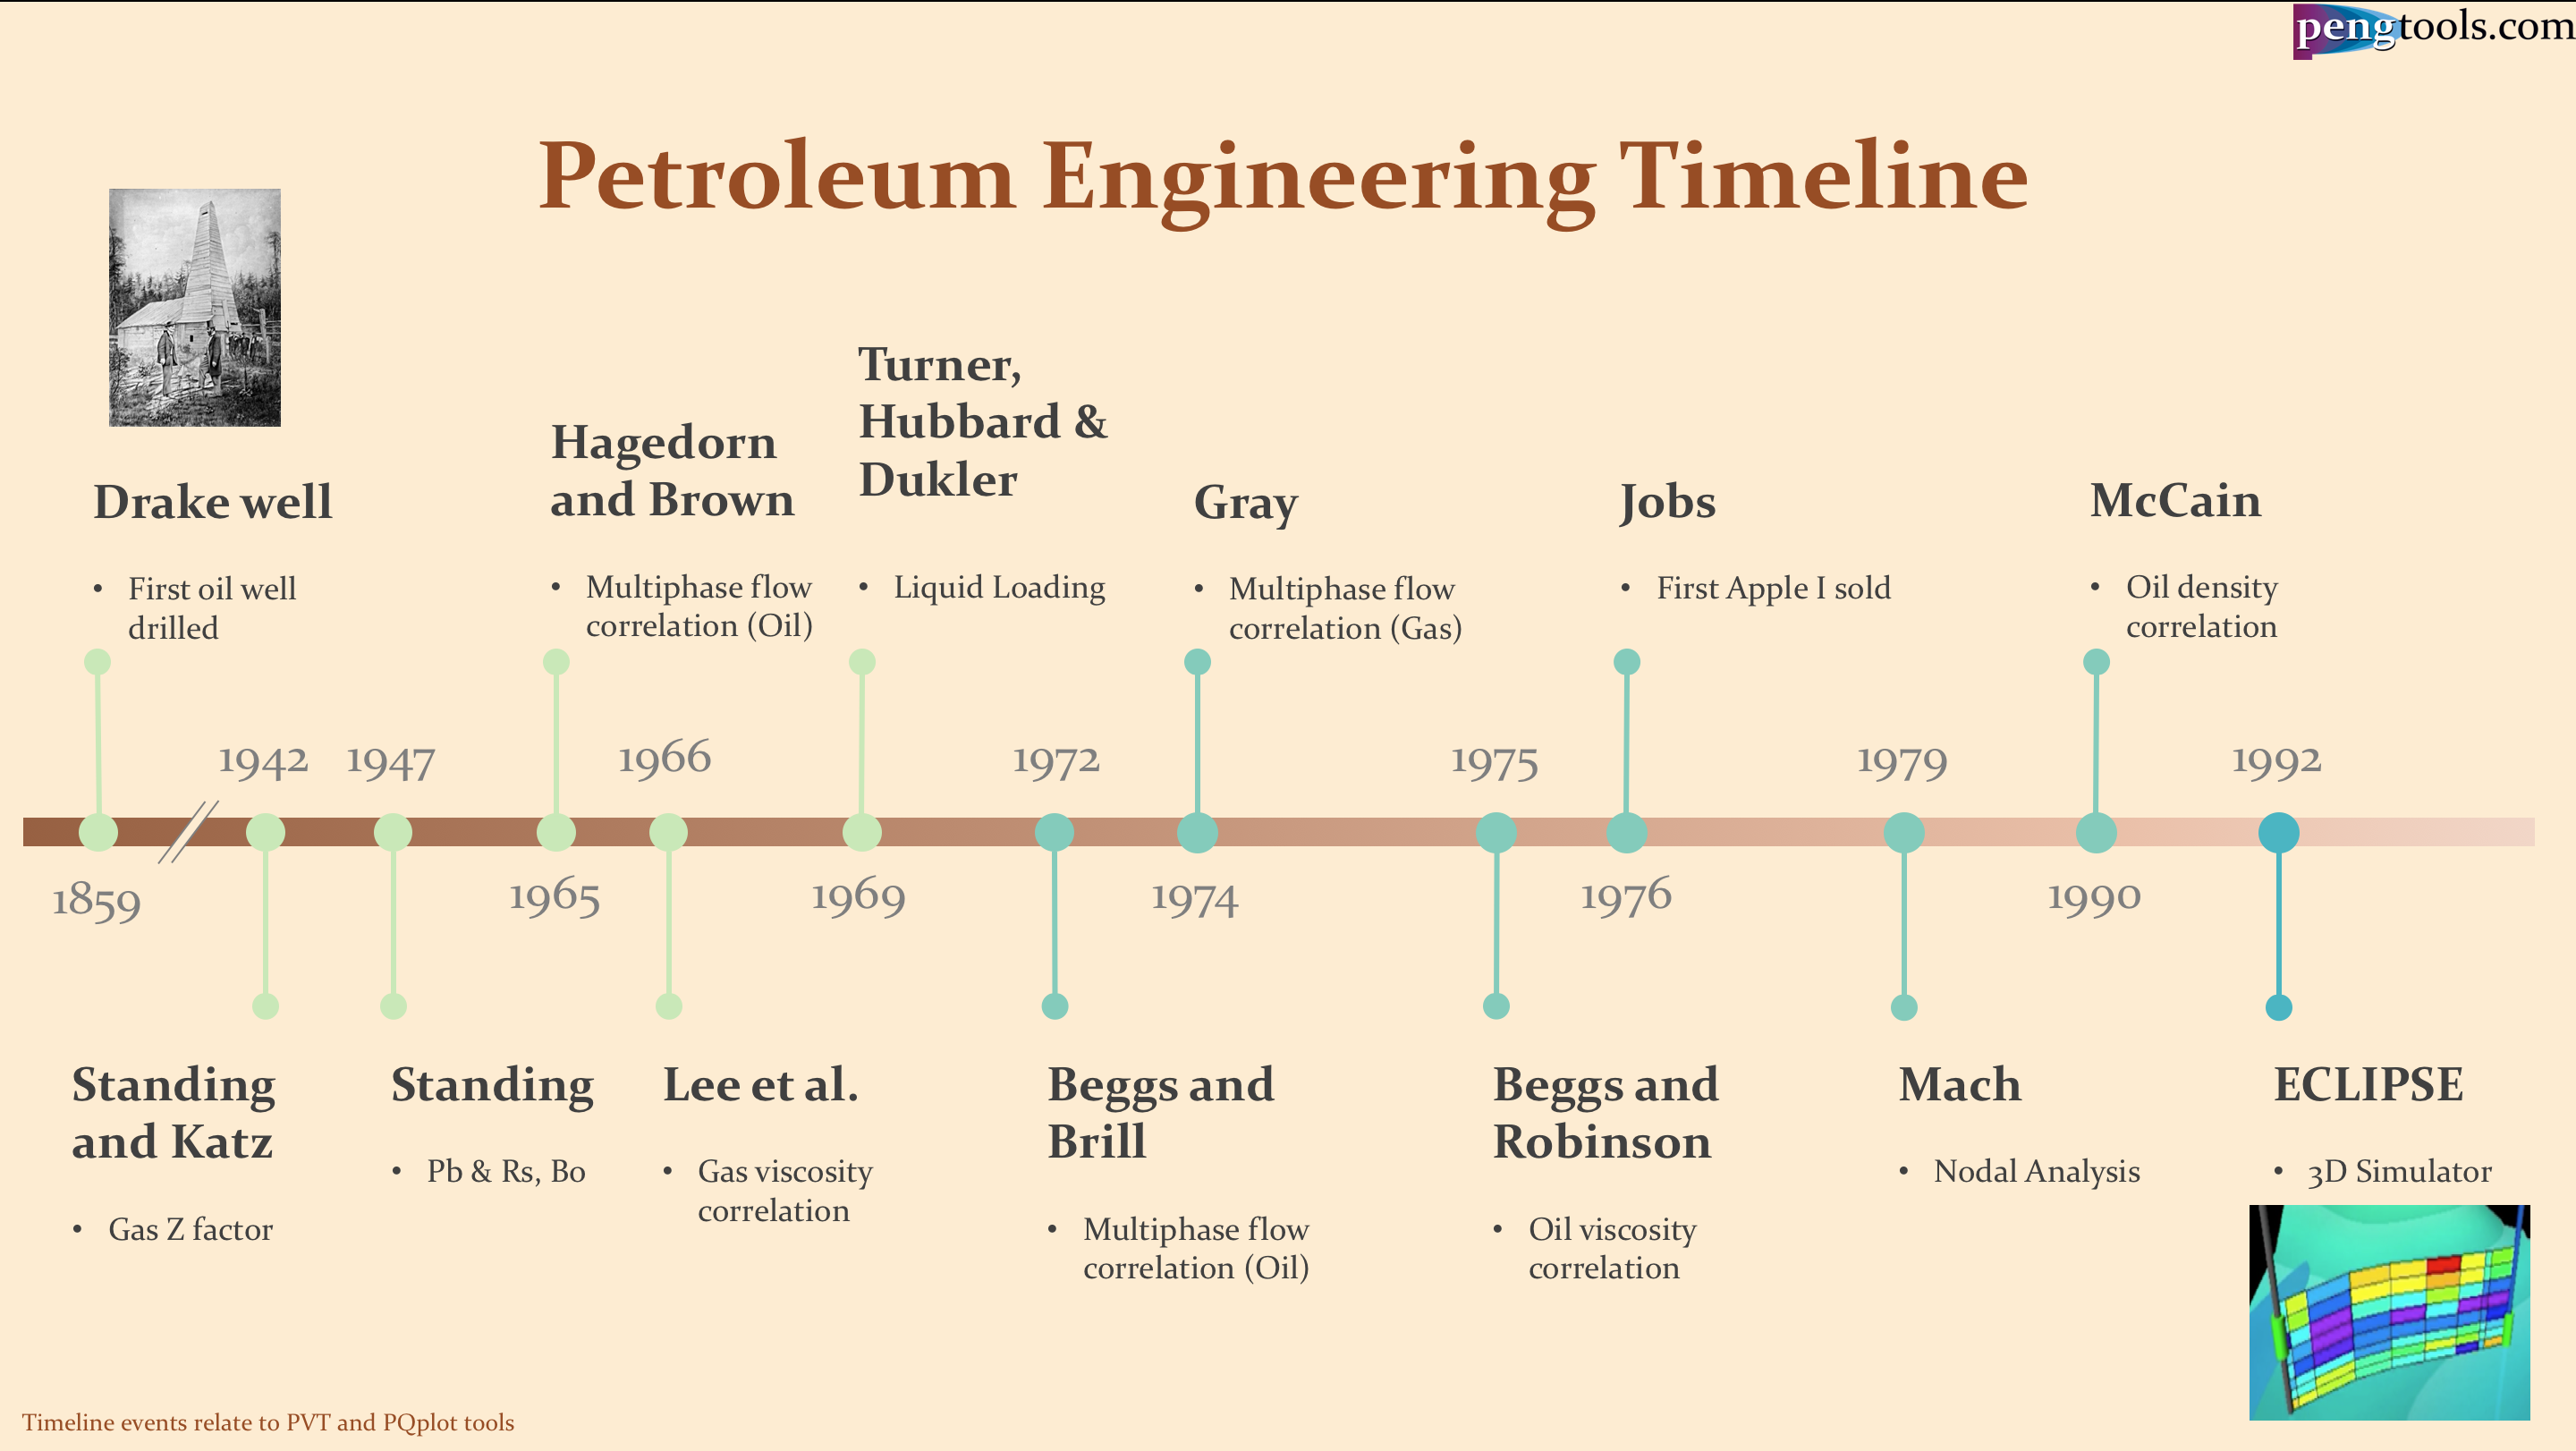 pengtools.com
Petroleum Engineering Timeline
Drake well
• First oil well
drilled
Hagedorn
and Brown
• Multiphase flow
correlation (Oil)
Turner,
Hubbard &
Dukler
• Liquid Loading
Gray
• Multiphase flow
correlation (Gas)
Jobs
• First Apple I sold
McCain
• Oil density
correlation
1942 1947 1966 1972 1975 1979 1992
1859 1965 1969 1974 1976 1990
Standing
and Katz
• Gas Z factor
Standing
• Pb & Rs, Bo
Lee et al.
• Gas viscosity
correlation
Beggs and
Brill
• Multiphase flow
correlation (Oil)
Beggs and
Robinson
• Oil viscosity
correlation
Mach
• Nodal Analysis
ECLIPSE
• 3D Simulator
Timeline events relate to PVT and PQplot tools